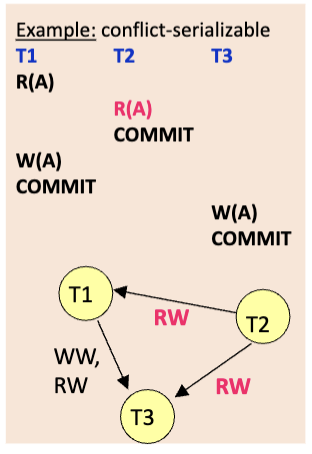 Example: conflict-serializable
T1 T2 T3
R(A)
R(A)
COMMIT
W(A)
COMMIT
W(A)
COMMIT
T1
RW
T2
WW,
RW
RW
T3